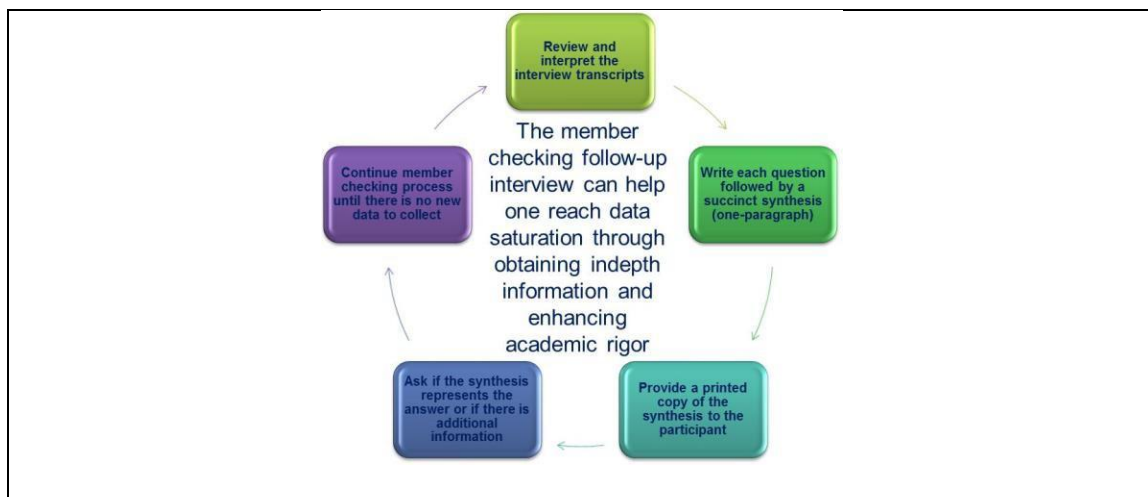 Review and
interpret the
interview transcripts
The member
checking follow-up
interview can help
one reach data
saturation through
obtaining indepth
information and
enhancing
academic rigor
Write each question
followed by a
succinct synthesis
(one-paragraph)
Provide a printed
copy of the
synthesis to the
participant
Ask if the synthesis
represents the
answer or if there is
additional
information
Continue member
checking process
until there is no new
data to collect